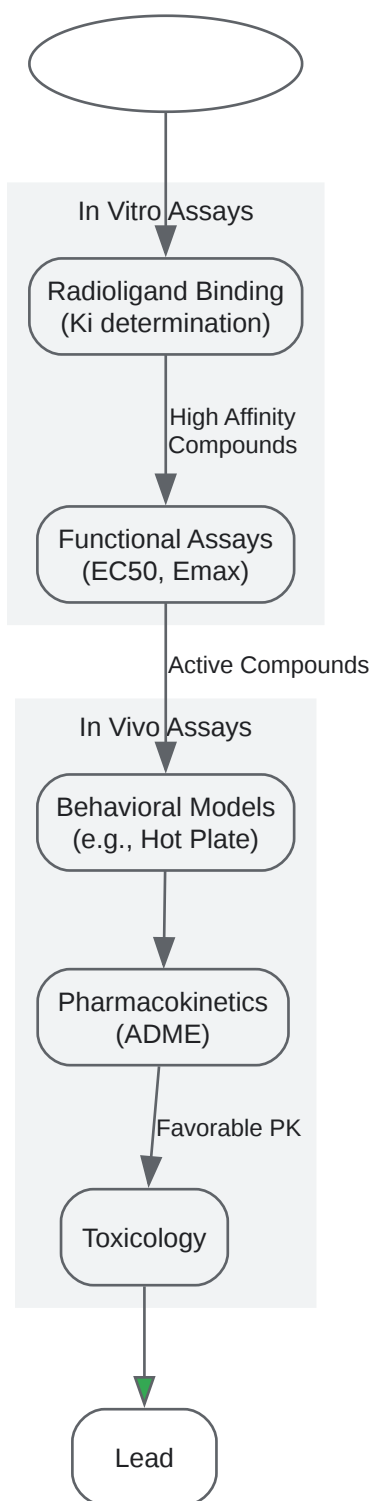 In Vitro Assays
Radioligand Binding
(Ki determination)
High Affinity
Compounds
Functional Assays
(EC50, Emax)
Active Compounds
In Vivo Assays
Behavioral Models
(e.g., Hot Plate)
Pharmacokinetics
(ADME)
Favorable PK
Toxicology
Lead